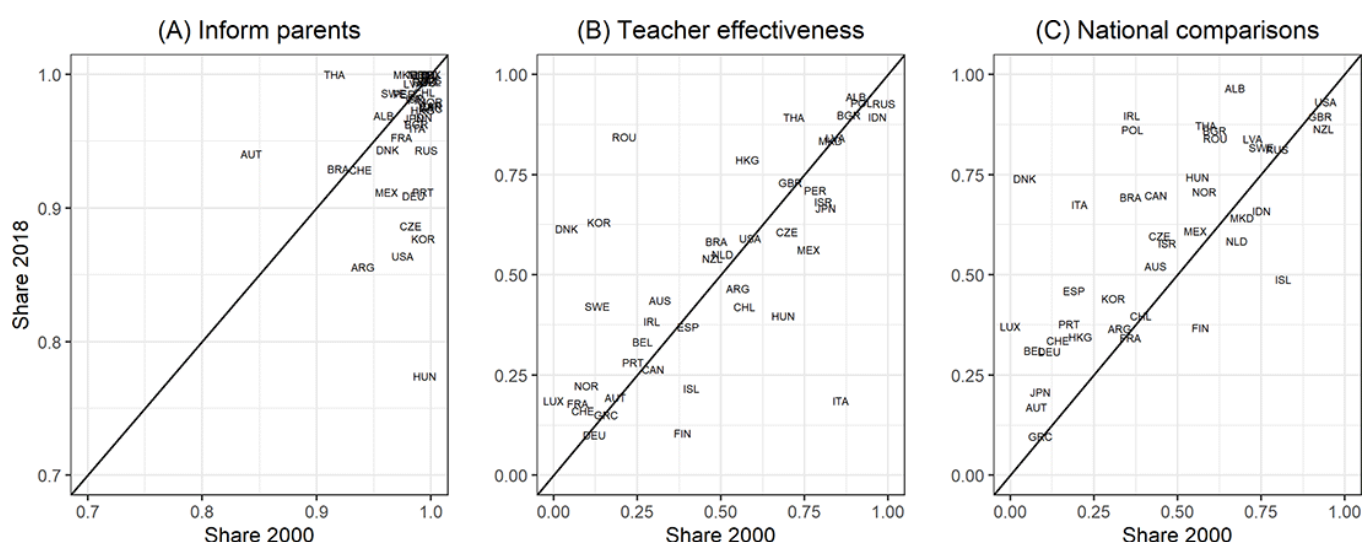 (A) Inform parents
(B) Teacher effectiveness
(C) National comparisons
Share 2018
1.0
0.9
0.8
0.7
THA
SWE
ALB
FRA
DNK
RUS
AUT
BRA
CHE
MEX
PRT
DEU
CZE
KOR
USA
ARG
HUN
ITA
BGR
0.7
0.8
0.9
1.0
Share 2000
1.00
0.75
0.50
0.25
0.00
ALB
POL
RUS
THA
BGR
IDN
ROU
LVA
MKD
HKG
GBR
PER
ISR
JPN
KOR
DNK
CZE
BRA
USA
MEX
NLD
NZL
ARG
AUS
SWE
CHL
HUN
IRL
ESP
BEL
PRT
CAN
NOR
ISL
LUX
FRA
AUT
ITA
CHE
GRC
DEU
FIN
0.00
0.25
0.50
0.75
1.00
Share 2000
1.00
0.75
0.50
0.25
0.00
ALB
USA
IRL
GBR
THA
POL
BGR
NZL
ROU
LVA
SWE
RUS
DNK
HUN
NOR
CAN
BRA
ITA
IDN
MKD
FIN
CZE
HUN
ISR
NLD
AUS
ISL
ESP
KOR
CHL
LUX
PRT
ARG
FRA
CHE
HKG
BEL
DEU
JPN
AUT
GRC
0.00
0.25
0.50
0.75
1.00
Share 2000